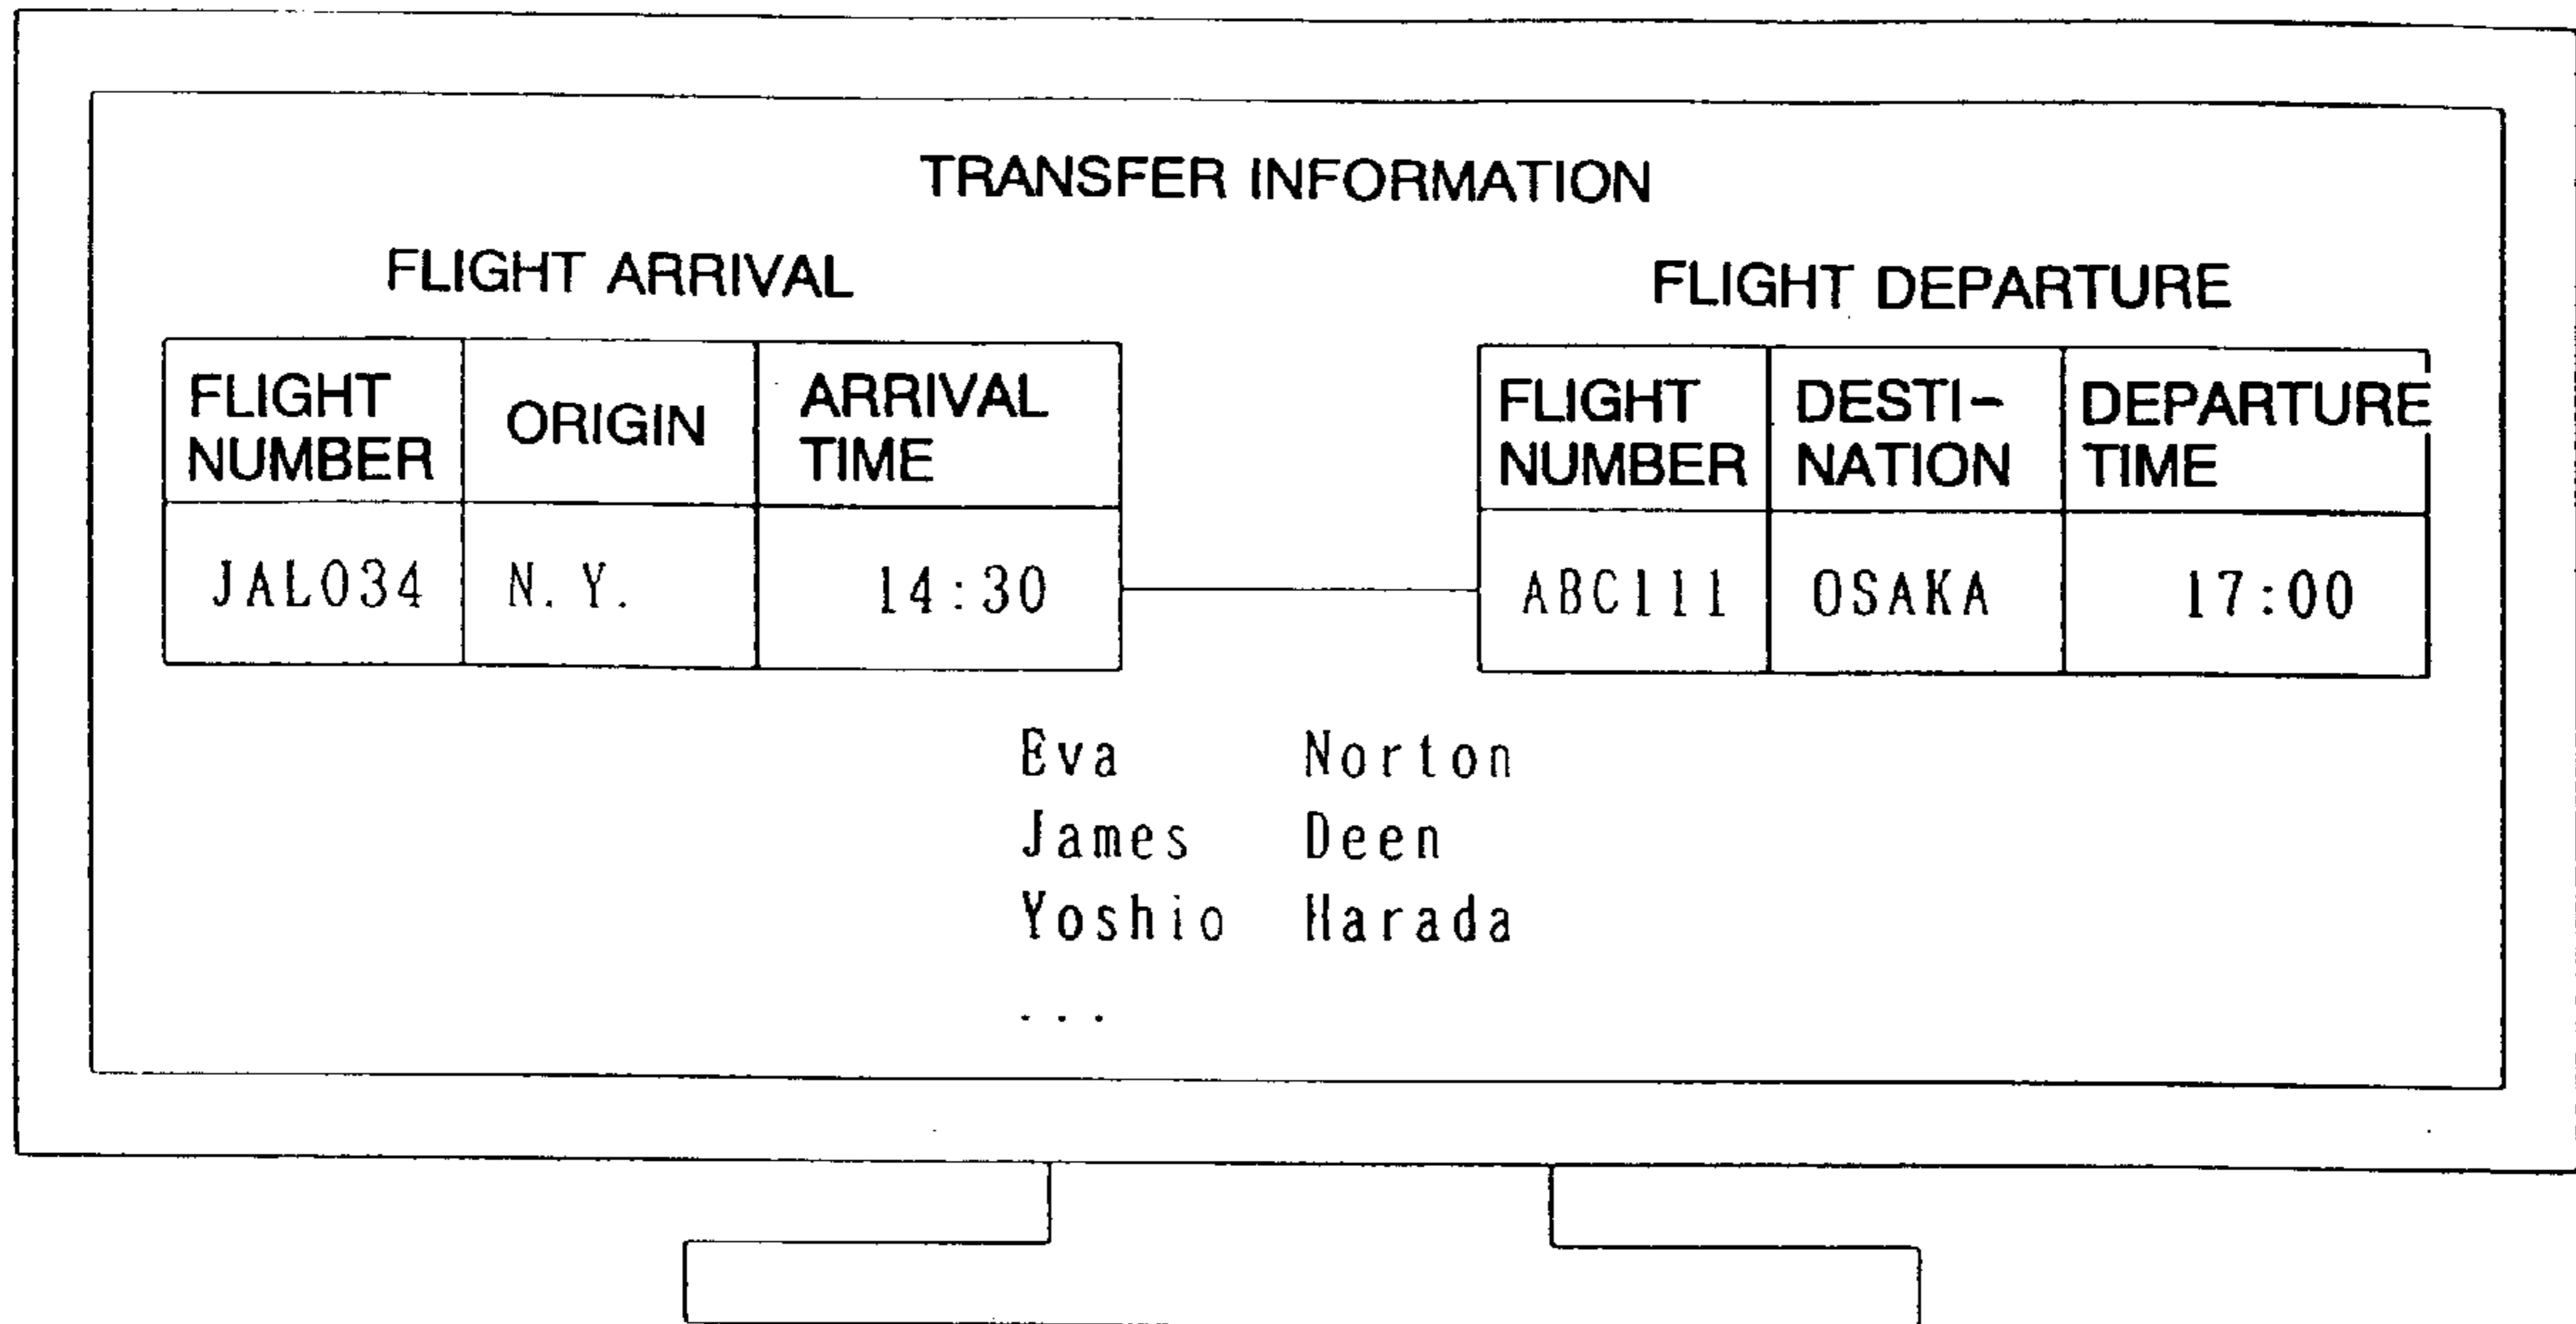 TRANSFER INFORMATION
FLIGHT ARRIVAL
FLIGHT NUMBER ORIGIN ARRIVAL TIME
JAL034 N.Y. 14:30
FLIGHT DEPARTURE
FLIGHT NUMBER DESTI-NATION DEPARTURE TIME
ABC111 OSAKA 17:00
Eva Norton
James Deen
Yoshio Harada
...